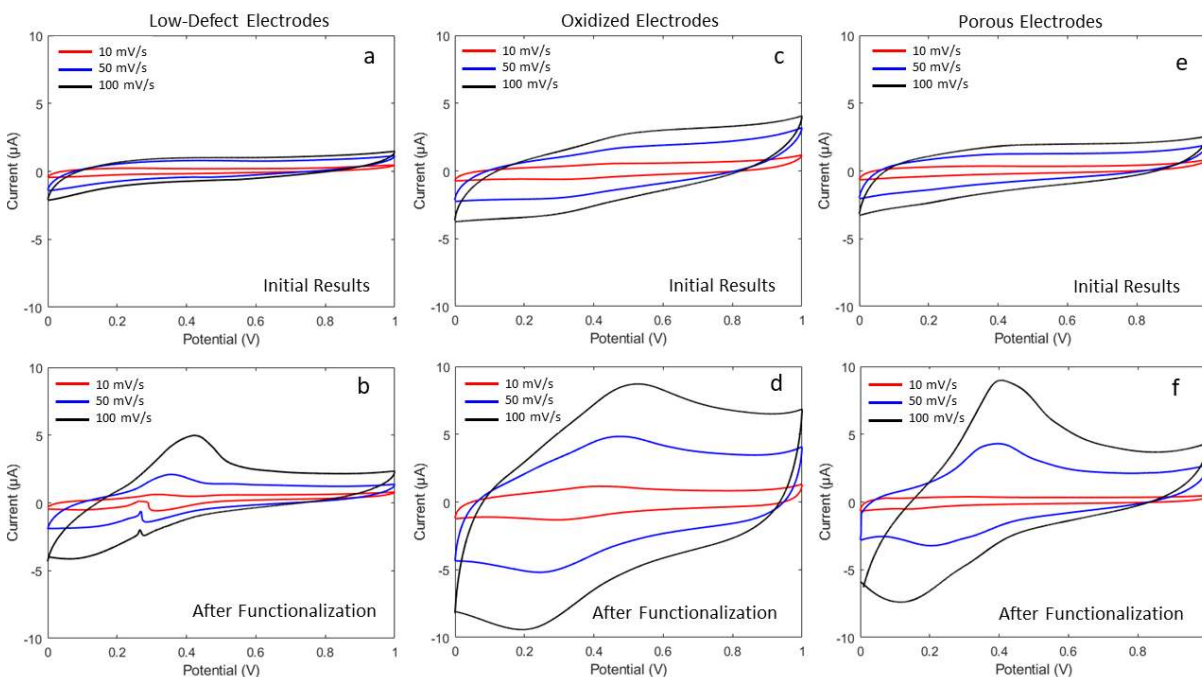 Low-Defect Electrodes
Oxidized Electrodes
Porous Electrodes
10
5
0
-5
-10
Current (µA)
10 mV/s
50 mV/s
100 mV/s
a
Initial Results
0 0.2 0.4 0.6 0.8 1
Potential (V)
10
5
0
-5
-10
Current (µA)
10 mV/s
50 mV/s
100 mV/s
c
Initial Results
0 0.2 0.4 0.6 0.8 1
Potential (V)
10
5
0
-5
-10
Current (µA)
10 mV/s
50 mV/s
100 mV/s
e
Initial Results
0 0.2 0.4 0.6 0.8
Potential (V)
10
5
0
-5
-10
Current (µA)
10 mV/s
50 mV/s
100 mV/s
b
After Functionalization
0 0.2 0.4 0.6 0.8 1
Potential (V)
10
5
0
-5
-10
Current (µA)
10 mV/s
50 mV/s
100 mV/s
d
After Functionalization
0 0.2 0.4 0.6 0.8 1
Potential (V)
10
5
0
-5
-10
Current (µA)
10 mV/s
50 mV/s
100 mV/s
f
After Functionalization
0 0.2 0.4 0.6 0.8
Potential (V)